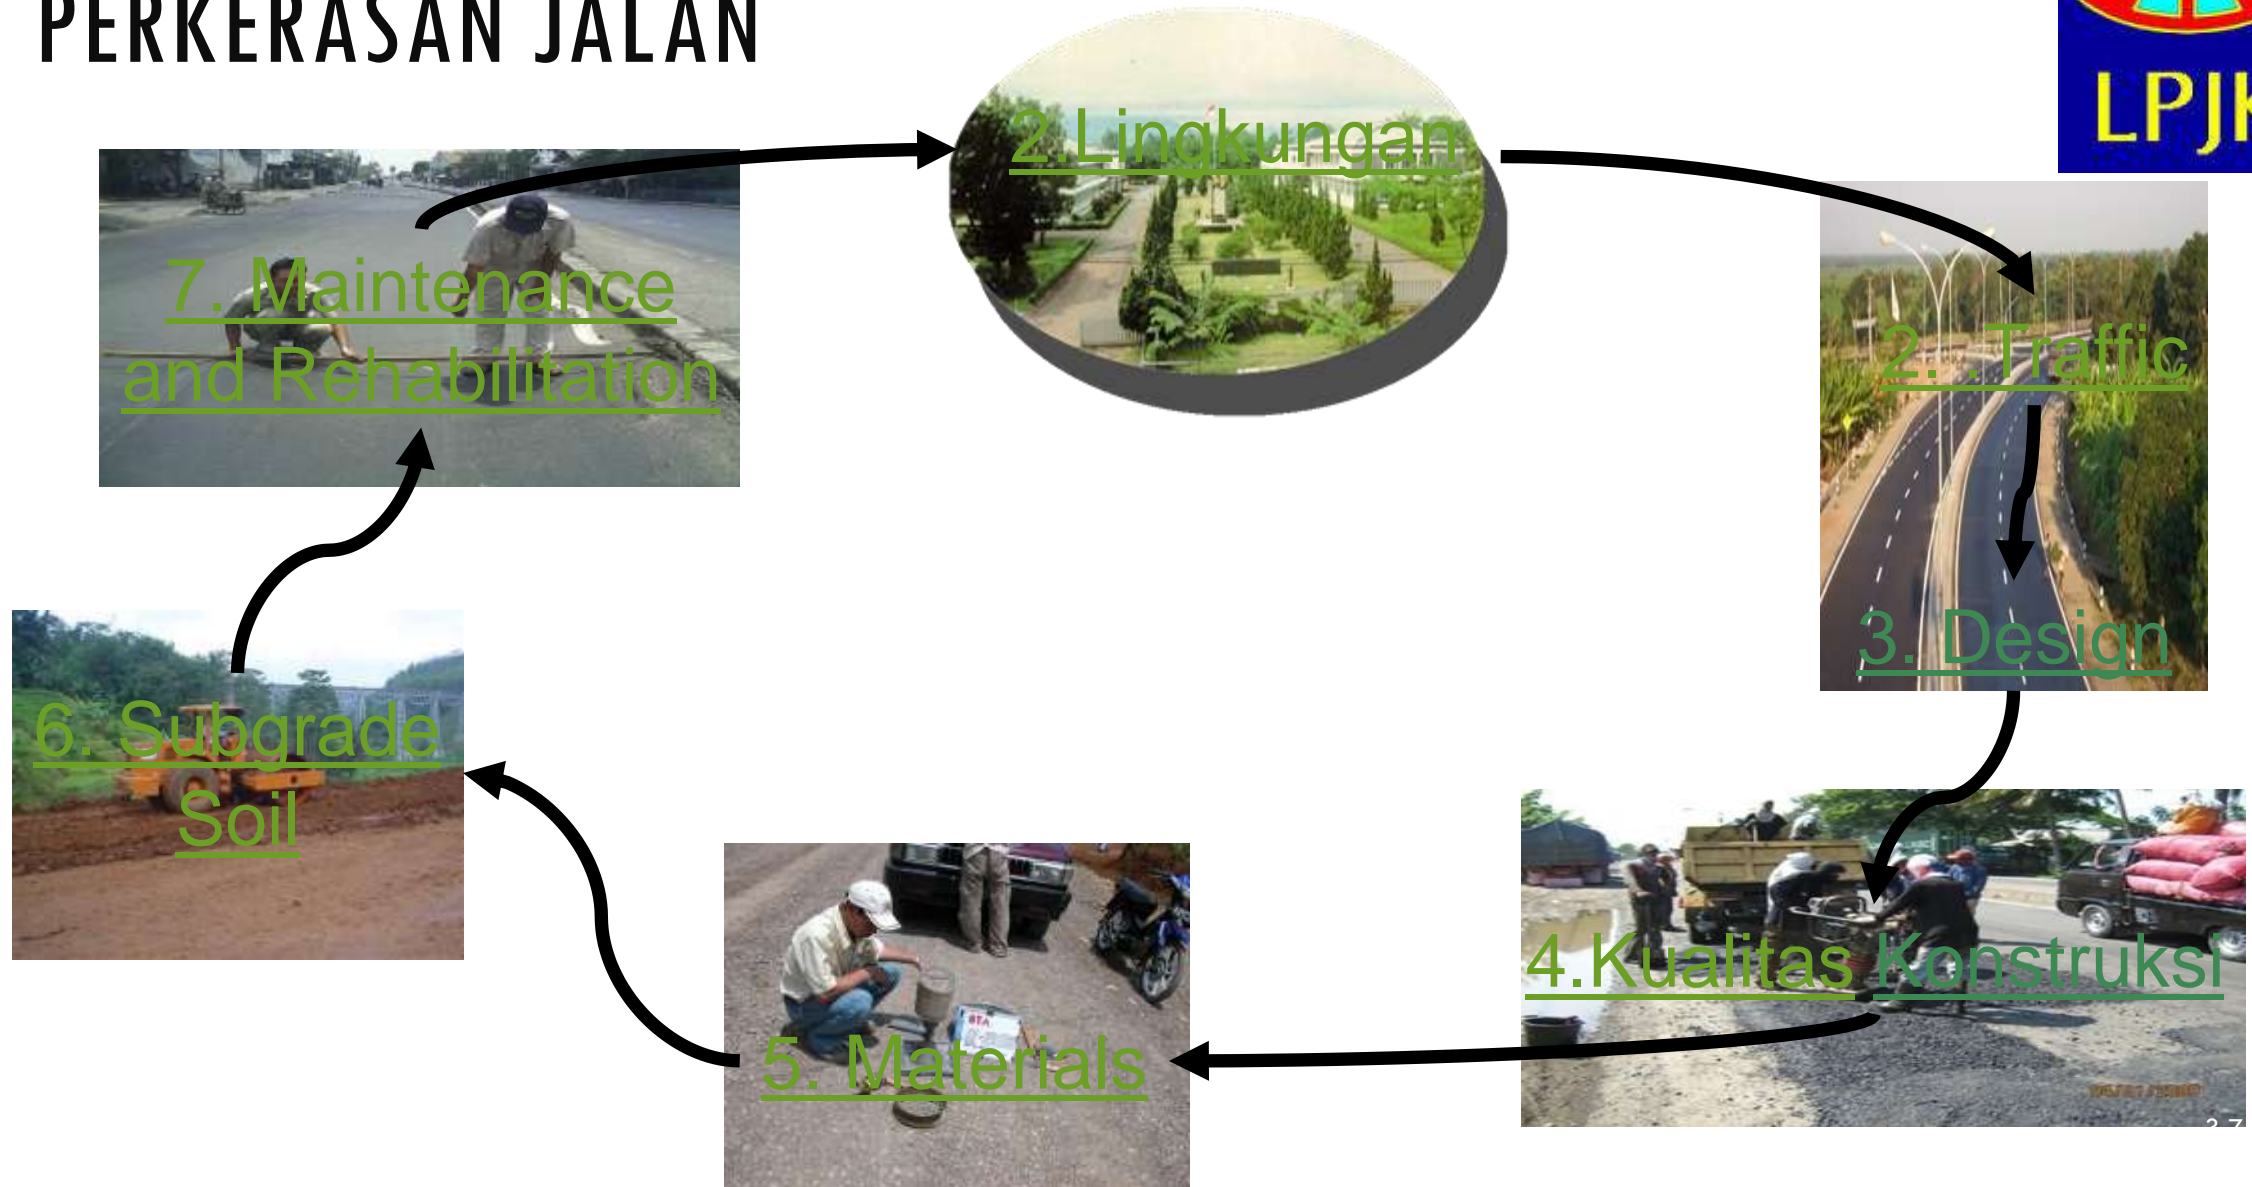 PERKERASAN JALAN
LPJK
2.Lingkungan
2. .Traffic
3. Design
4.Kualitas Konstruksi
5. Materials
6. Subgrade
Soil
7. Maintenance
and Rehabilitation
BTA